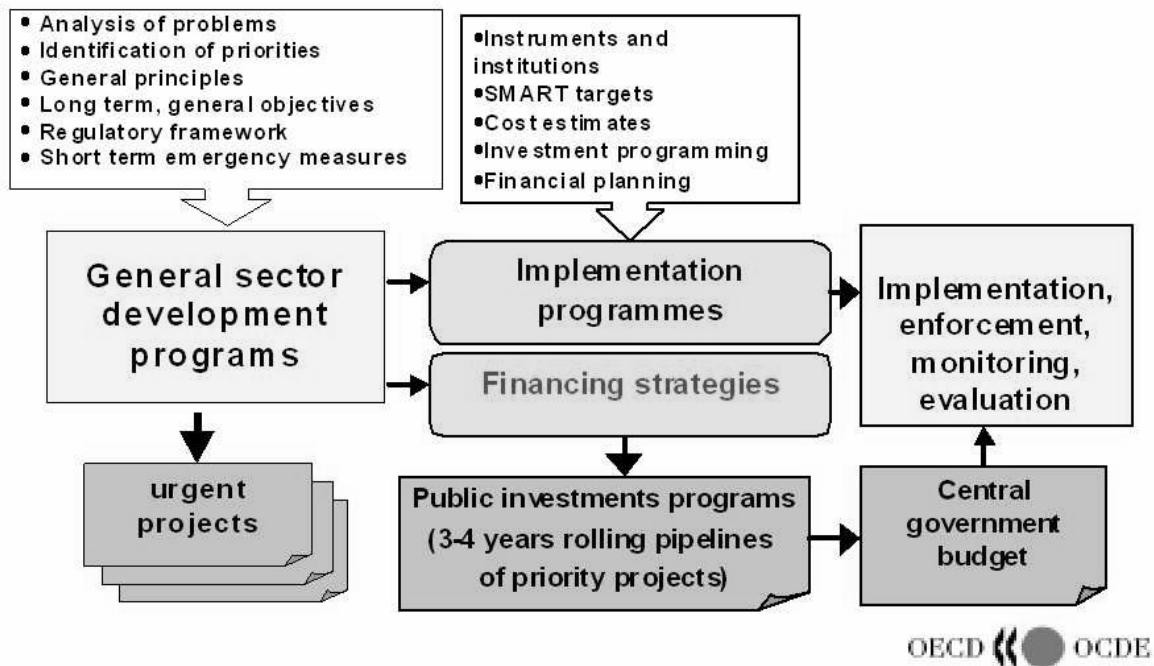 • Analysis of problems
• Identification of priorities
• General principles
• Long term, general objectives
• Regulatory framework
• Short term emergency measures
•Instruments and
institutions
•SMART targets
•Cost estimates
•Investment programming
•Financial planning
General sector
development
programs
Implementation
programmes
Financing strategies
Implementation,
enforcement,
monitoring,
evaluation
urgent
projects
Public investments programs
(3-4 years rolling pipelines
of priority projects)
Central
government
budget
OECD OCDE